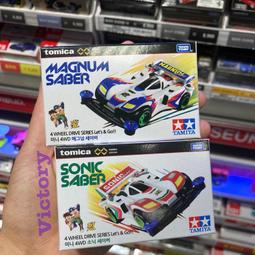 tomica
MAGNUM
SABER
4 WHEEL DRIVE SERIES Let's & Go!!
미니 4WD 매그넘 세이버
TAMIYA
tomica
SONIC
SABER
4 WHEEL DRIVE SERIES Let's & Go!!
미니 4WD 소닉 세이버
TAMIYA
Victory